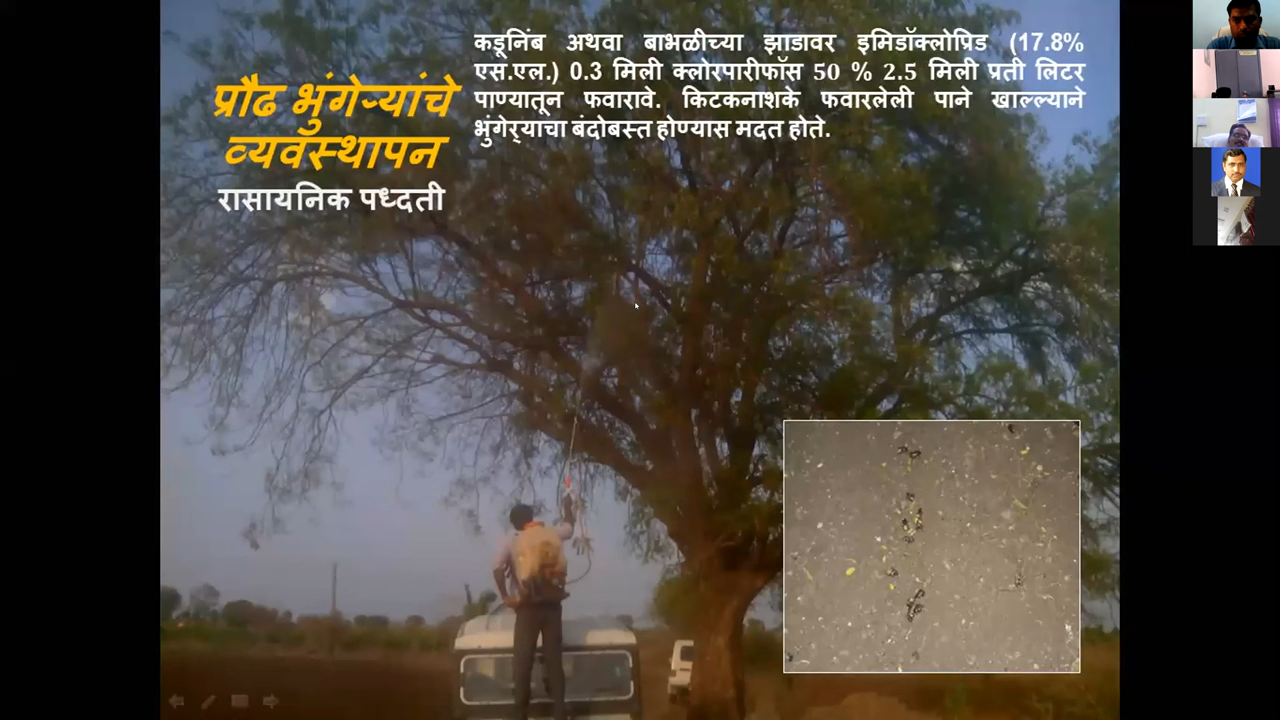 प्रौढ भुंगेऱ्यांचे
व्यवस्थापन
रासायनिक पध्दती
कडूनिंब अथवा बाभळीच्या झाडावर इमिडॉक्लोप्रिड (17.8%
एस.एल.) 0.3 मिली क्लोरपारीफॉस 50 % 2.5 मिली प्रती लिटर
पाण्यातून फवारावे. किटकनाशके फवारलेली पाने खाल्ल्याने
भुंगेर्‍याचा बंदोबस्त होण्यास मदत होते.